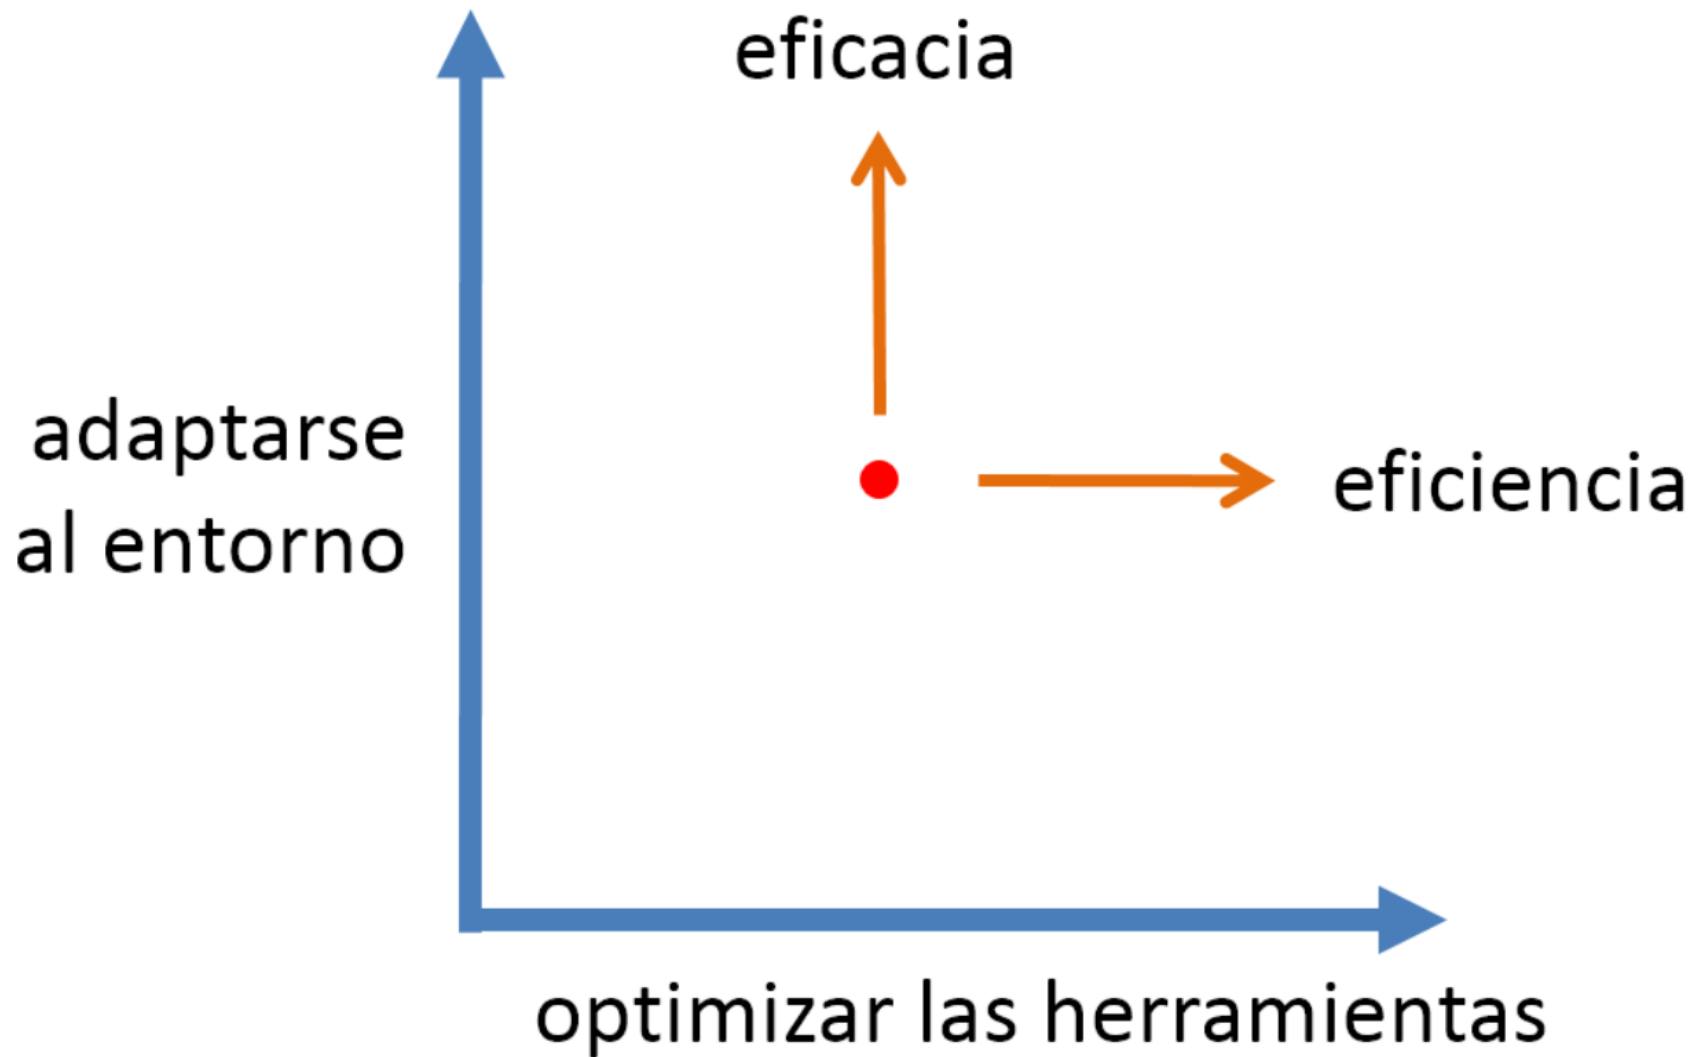 eficacia
adaptarse
al entorno
eficiencia
optimizar las herramientas